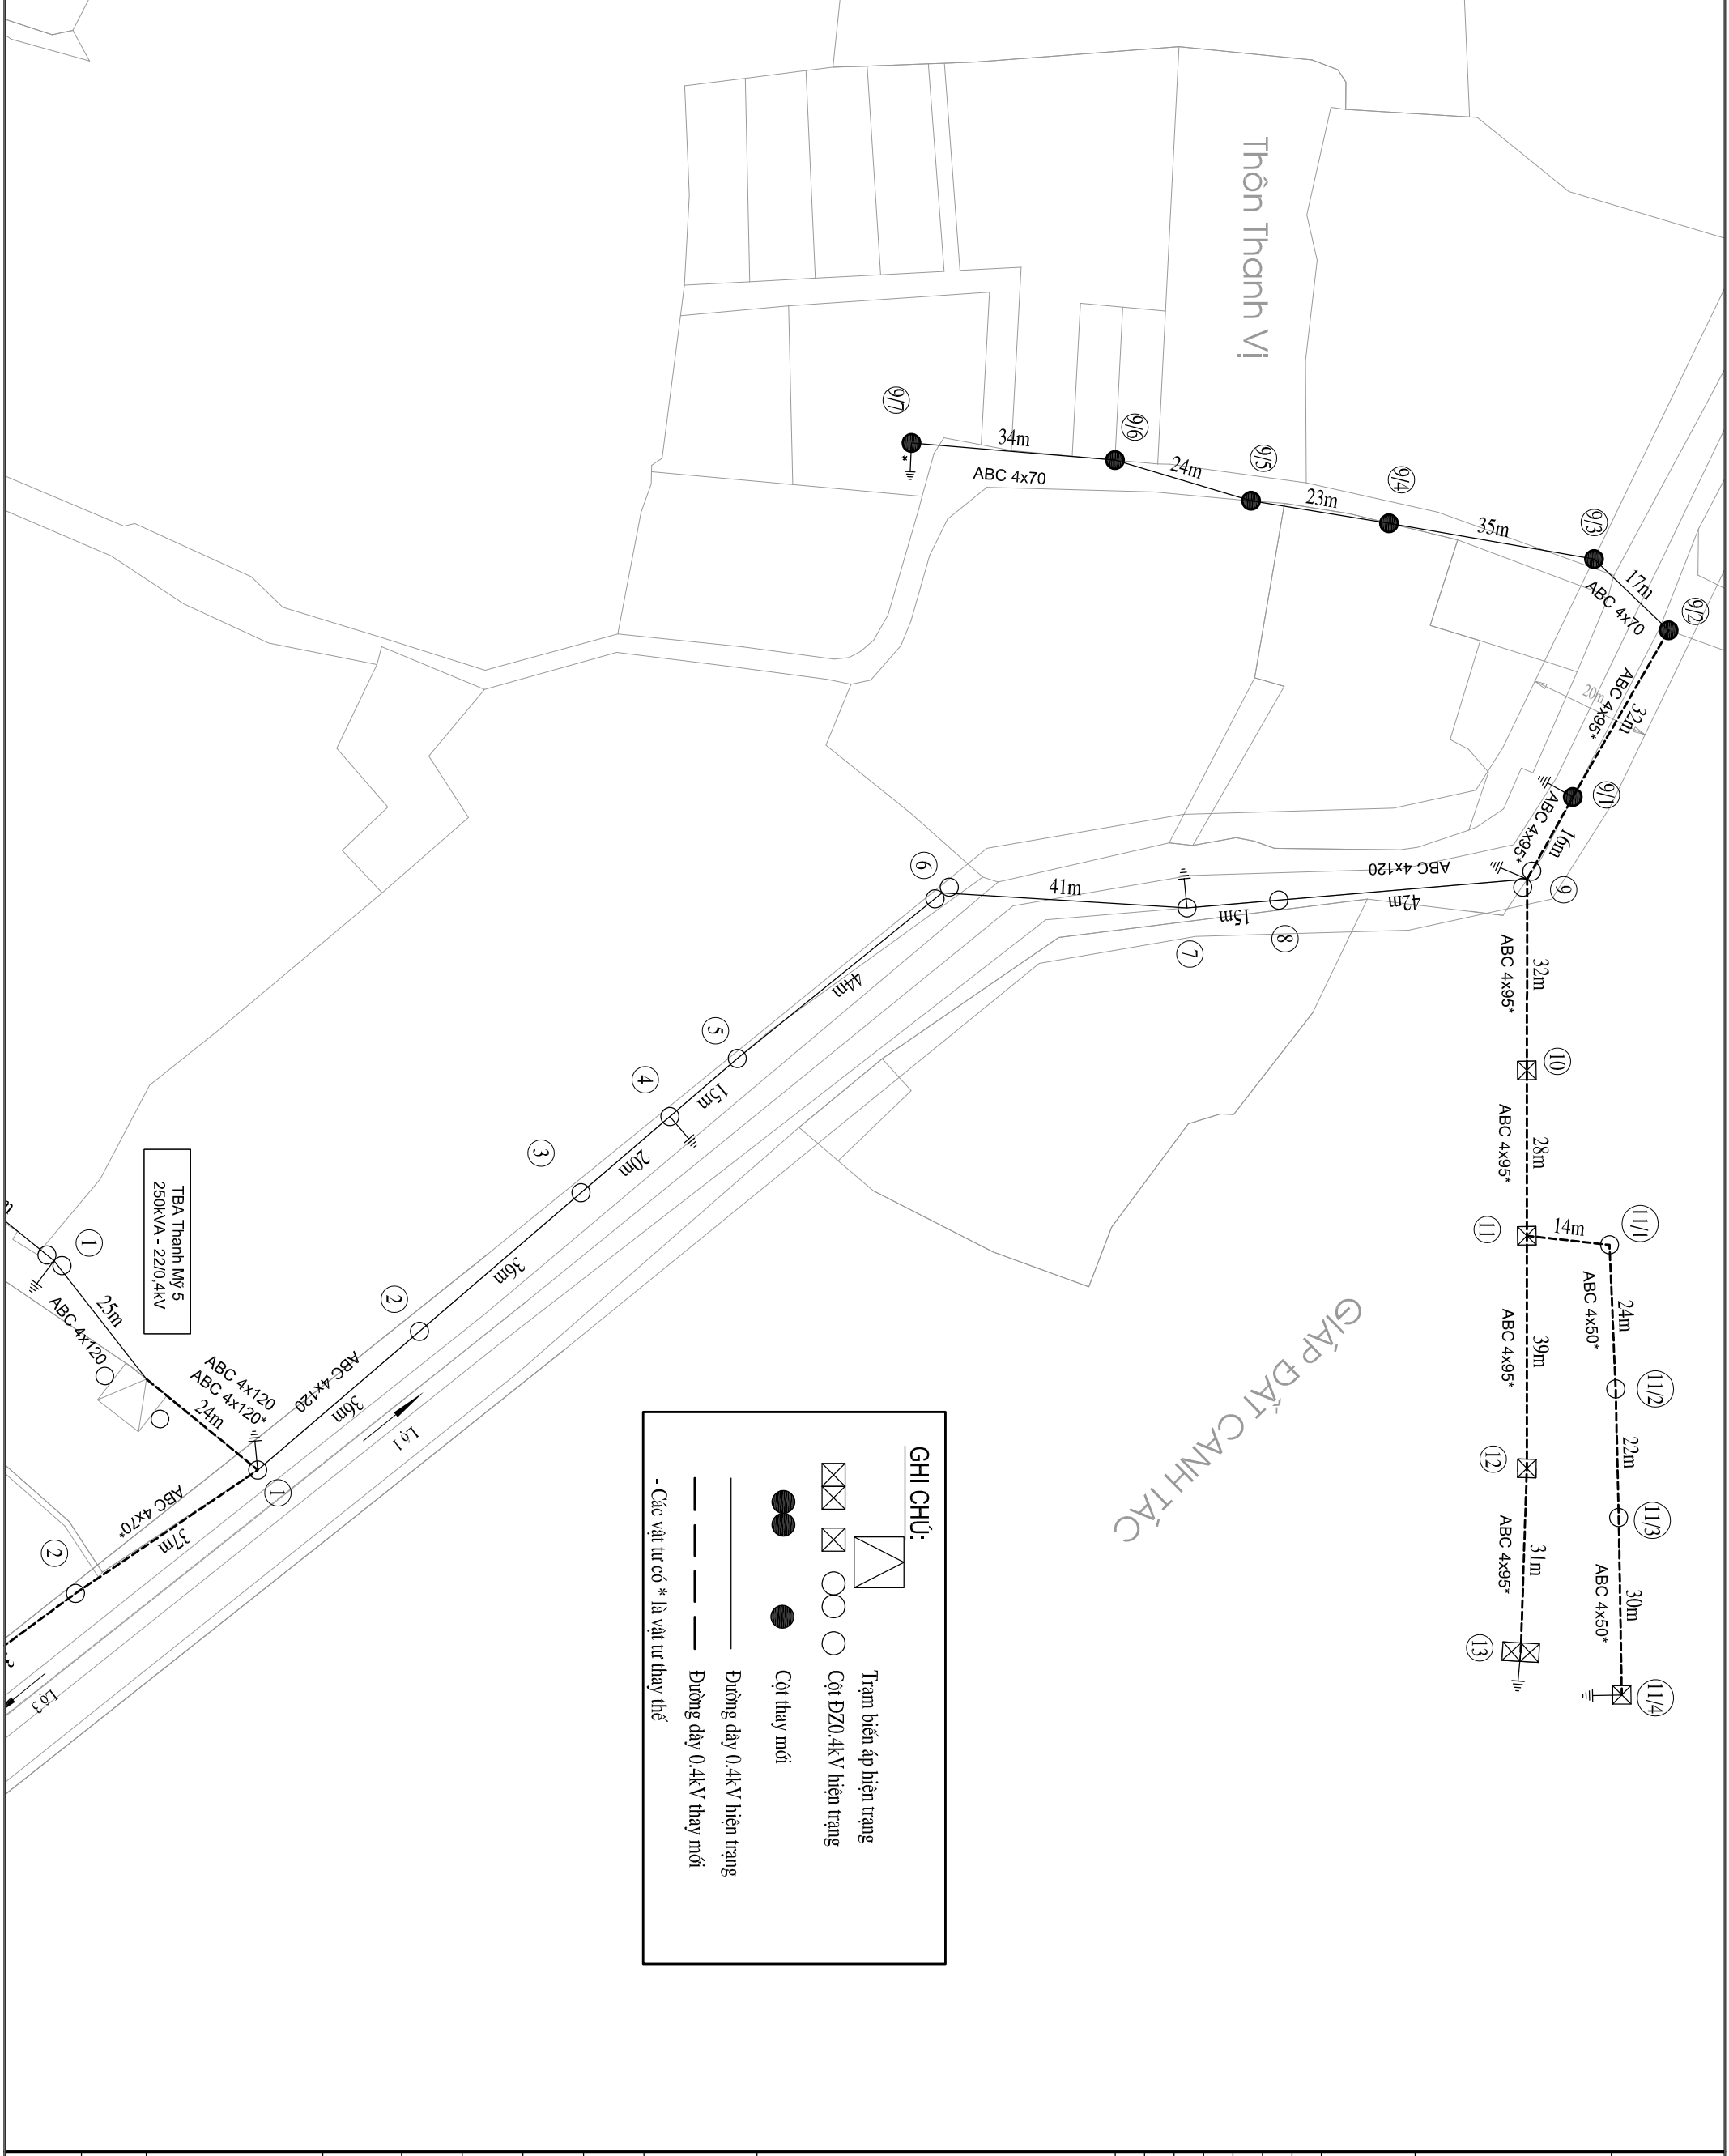 Thôn Thanh Vị
GIÁP ĐẤT CANH TÁC
9/7
34m
ABC 4x70
9/6
24m
9/5
23m
9/4
35m
9/3
17m
ABC 4x70
9/2
ABC 4x95*
32m
20m
9/1
ABC 4x95*
16m
9
ABC 4x120
42m
8
15m
7
41m
6
44m
5
15m
4
20m
3
36m
2
ABC 4x120
36m
Lộ 1
1
ABC 4x120
ABC 4x120*
24m
TBA Thanh Mỹ 5
250kVA - 22/0,4kV
1
25m
ABC 4x120
ABC 4x70*
37m
2
Lộ 3
32m
ABC 4x95*
10
28m
ABC 4x95*
11
14m
11/1
24m
ABC 4x50*
11/2
22m
11/3
30m
ABC 4x50*
11/4
39m
ABC 4x95*
12
31m
ABC 4x95*
13
GHI CHÚ:
Trạm biến áp hiện trạng
Cột ĐZ0.4kV hiện trạng
Cột thay mới
Đường dây 0.4kV hiện trạng
Đường dây 0.4kV thay mới
- Các vật tư có * là vật tư thay thế